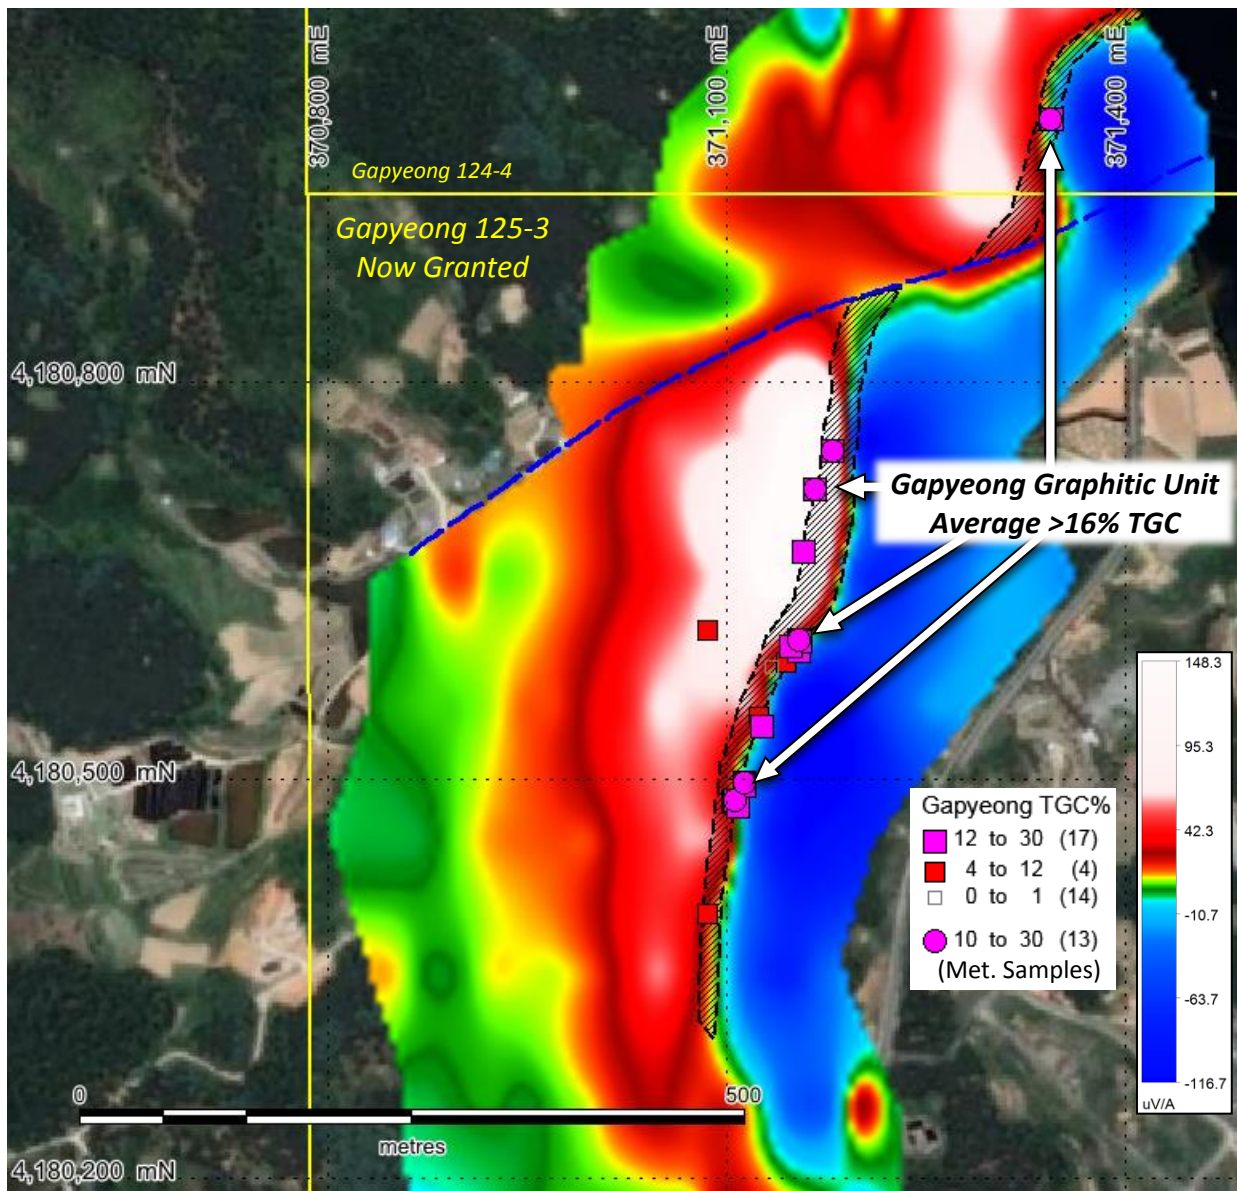 370,800 mE
371,100 mE
371,400 mE
Gapyeong 124-4
Gapyeong 125-3
Now Granted
4,180,800 mN
Gapyeong Graphitic Unit
Average >16% TGC
4,180,500 mN
148.3
95.3
42.3
-10.7
-63.7
-116.7
uV/A
Gapyeong TGC%
12 to 30 (17)
4 to 12 (4)
0 to 1 (14)
10 to 30 (13)
(Met. Samples)
0
500
metres
4,180,200 mN